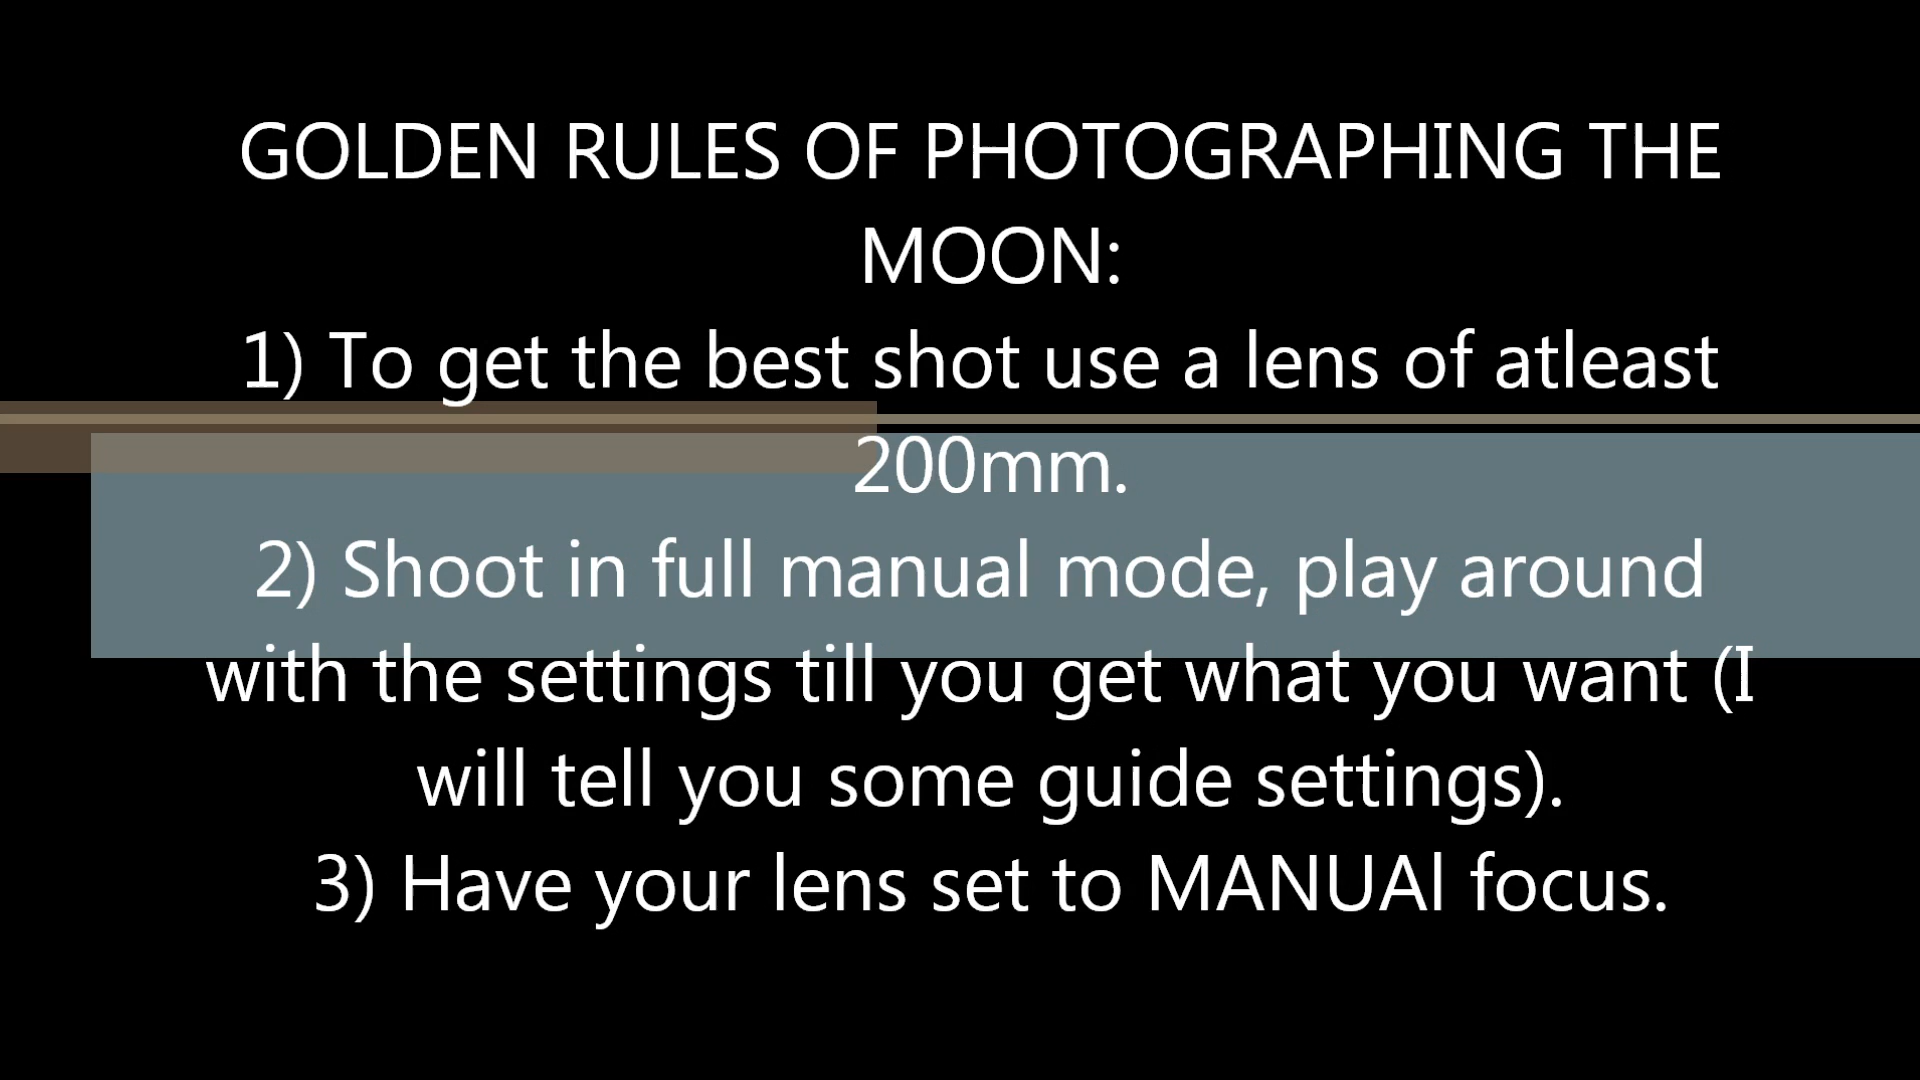 GOLDEN RULES OF PHOTOGRAPHING THE
MOON:
1) To get the best shot use a lens of atleast
200mm.
2) Shoot in full manual mode, play around
with the settings till you get what you want (I
will tell you some guide settings).
3) Have your lens set to MANUAl focus.